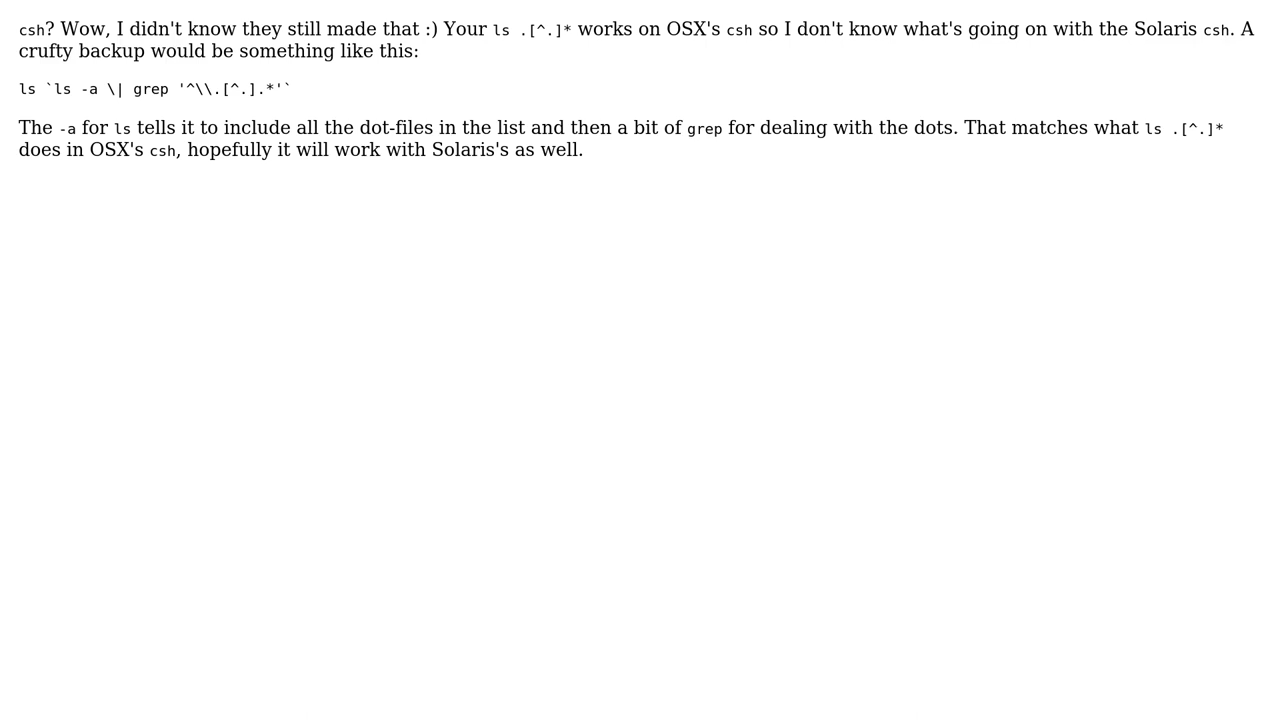 csh? Wow, I didn't know they still made that :) Your ls .[^.]* works on OSX's csh so I don't know what's going on with the Solaris csh. A
crufty backup would be something like this:
ls `ls -a \| grep '^\\.[^.].*'`
The -a for ls tells it to include all the dot-files in the list and then a bit of grep for dealing with the dots. That matches what ls .[^.]*
does in OSX's csh, hopefully it will work with Solaris's as well.